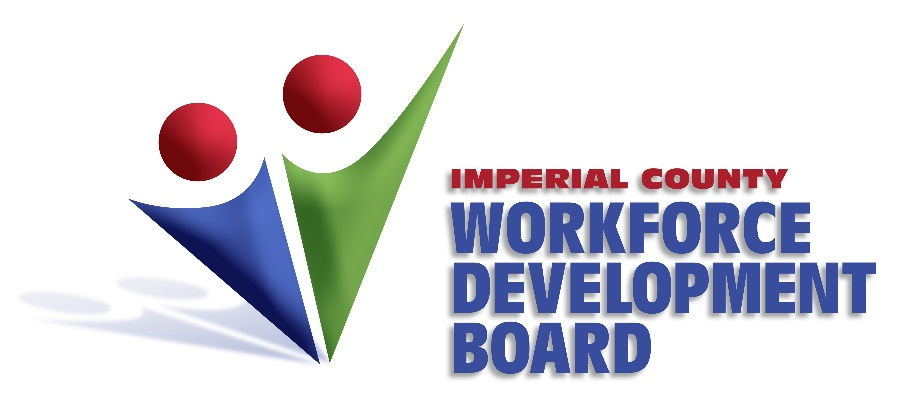 IMPERIAL COUNTY
WORKFORCE
DEVELOPMENT
BOARD